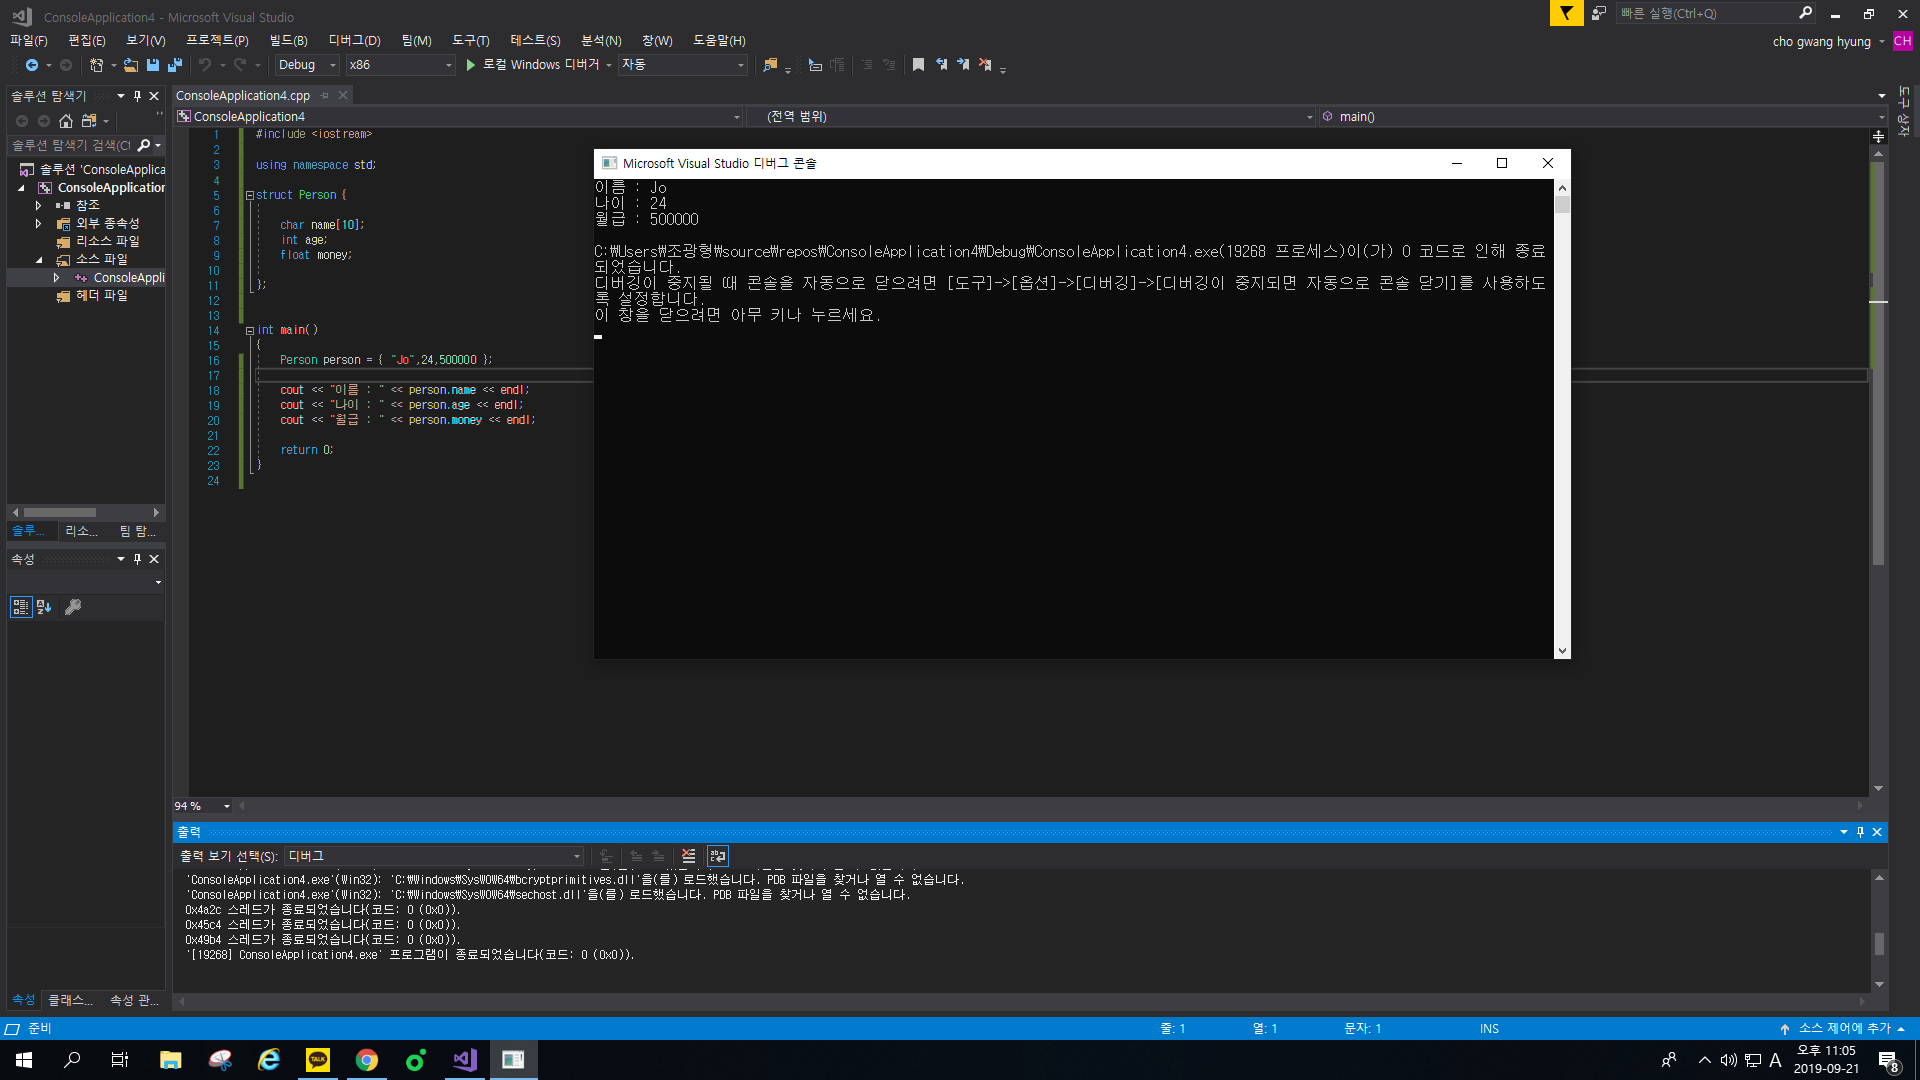 ConsoleApplication4 - Microsoft Visual Studio
빠른 실행(Ctrl+Q)
파일(F) 편집(E) 보기(V) 프로젝트(P) 빌드(B) 디버그(D) 팀(M) 도구(T) 테스트(S) 분석(N) 창(W) 도움말(H)
cho gwang hyung CH
Debug x86 로컬 Windows 디버거 자동
솔루션 탐색기
ConsoleApplication4.cpp
도구 상자
ConsoleApplication4 (전역 범위) main()
솔루션 탐색기 검색(Ct
솔루션 'ConsoleApplica
ConsoleApplication
참조
외부 종속성
리소스 파일
소스 파일
ConsoleAppli
헤더 파일
솔루... 리소... 팀 탐...
속성
속성 클래스... 속성 관...
1 #include <iostream>
2
3 using namespace std;
4
5 struct Person {
6
7 char name[10];
8 int age;
9 float money;
10
11 };
12
13
14 int main()
15 {
16 Person person = { "Jo",24,500000 };
17
18 cout << "이름 : " << person.name << endl;
19 cout << "나이 : " << person.age << endl;
20 cout << "월급 : " << person.money << endl;
21
22 return 0;
23 }
24
Microsoft Visual Studio 디버그 콘솔
이름 : Jo
나이 : 24
월급 : 500000
C:₩Users₩조광형₩source₩repos₩ConsoleApplication4₩Debug₩ConsoleApplication4.exe(19268 프로세스)이(가) 0 코드로 인해 종료
되었습니다.
디버깅이 중지될 때 콘솔을 자동으로 닫으려면 [도구]->[옵션]->[디버깅]->[디버깅이 중지되면 자동으로 콘솔 닫기]를 사용하도
록 설정합니다.
이 창을 닫으려면 아무 키나 누르세요.
94 %
출력
출력 보기 선택(S): 디버그
'ConsoleApplication4.exe'(Win32): 'C:₩Windows₩SysWOW64₩bcryptprimitives.dll'을(를) 로드했습니다. PDB 파일을 찾거나 열 수 없습니다.
'ConsoleApplication4.exe'(Win32): 'C:₩Windows₩SysWOW64₩sechost.dll'을(를) 로드했습니다. PDB 파일을 찾거나 열 수 없습니다.
0x4a2c 스레드가 종료되었습니다(코드: 0 (0x0)).
0x45c4 스레드가 종료되었습니다(코드: 0 (0x0)).
0x49b4 스레드가 종료되었습니다(코드: 0 (0x0)).
'[19268] ConsoleApplication4.exe' 프로그램이 종료되었습니다(코드: 0 (0x0)).
준비 줄: 1 열: 1 문자: 1 INS 소스 제어에 추가
TALK
A 오후 11:05
2019-09-21
8